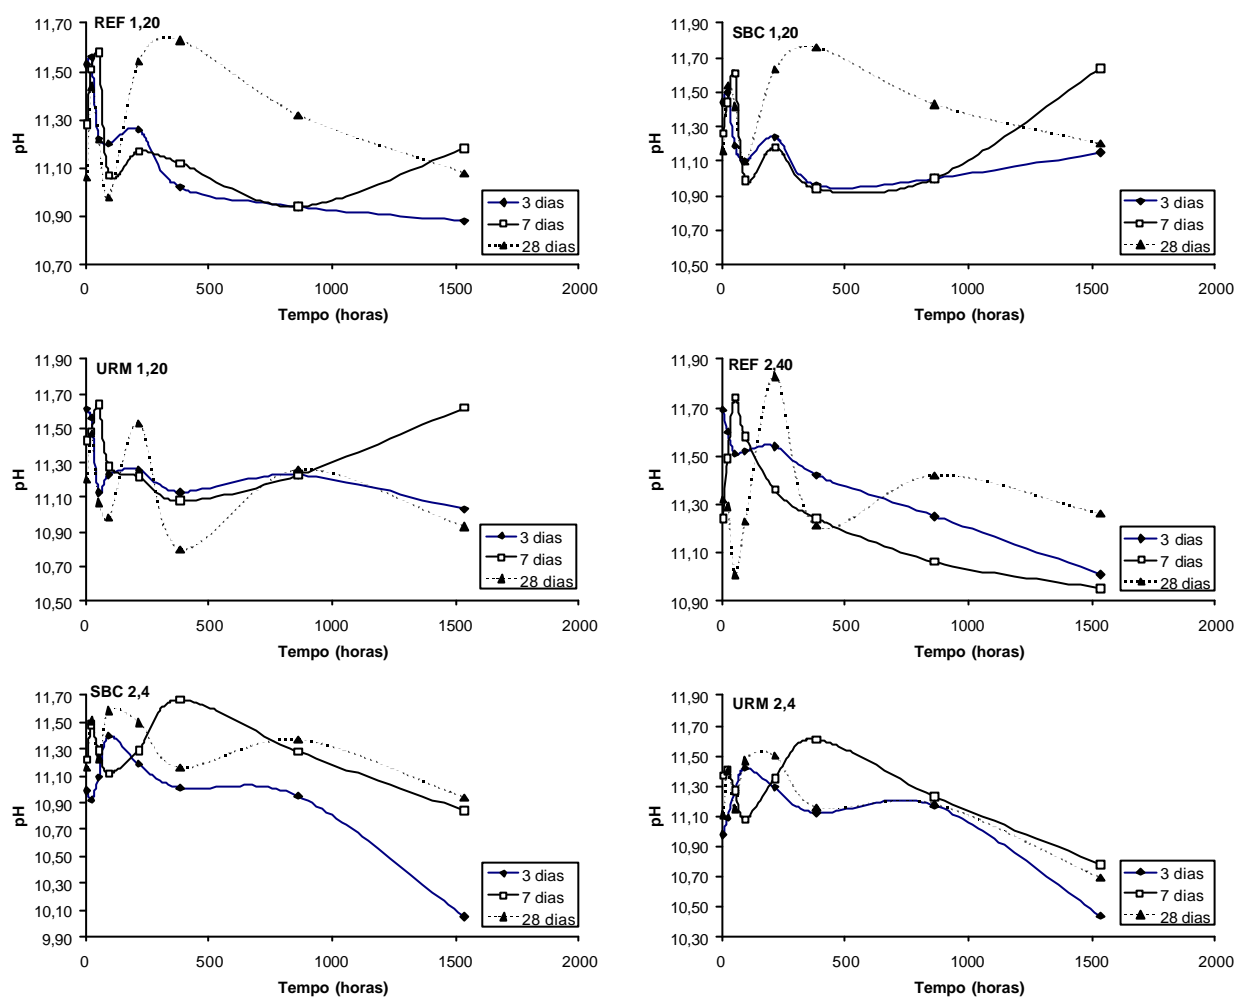 REF 1,20
pH
11,70
11,50
11,30
11,10
10,90
10,70
0 500 1000 1500 2000
Tempo (horas)
3 dias
7 dias
28 dias
SBC 1,20
pH
11,90
11,70
11,50
11,30
11,10
10,90
10,70
10,50
0 500 1000 1500 2000
Tempo (horas)
3 dias
7 dias
28 dias
URM 1,20
pH
11,90
11,70
11,50
11,30
11,10
10,90
10,70
10,50
0 500 1000 1500 2000
Tempo (horas)
3 dias
7 dias
28 dias
REF 2,40
pH
11,90
11,70
11,50
11,30
11,10
10,90
0 500 1000 1500 2000
Tempo (horas)
3 dias
7 dias
28 dias
SBC 2,4
pH
11,70
11,50
11,30
11,10
10,90
10,70
10,50
10,30
10,10
9,90
0 500 1000 1500 2000
Tempo (horas)
3 dias
7 dias
28 dias
URM 2,4
pH
11,90
11,70
11,50
11,30
11,10
10,90
10,70
10,50
10,30
0 500 1000 1500 2000
Tempo (horas)
3 dias
7 dias
28 dias